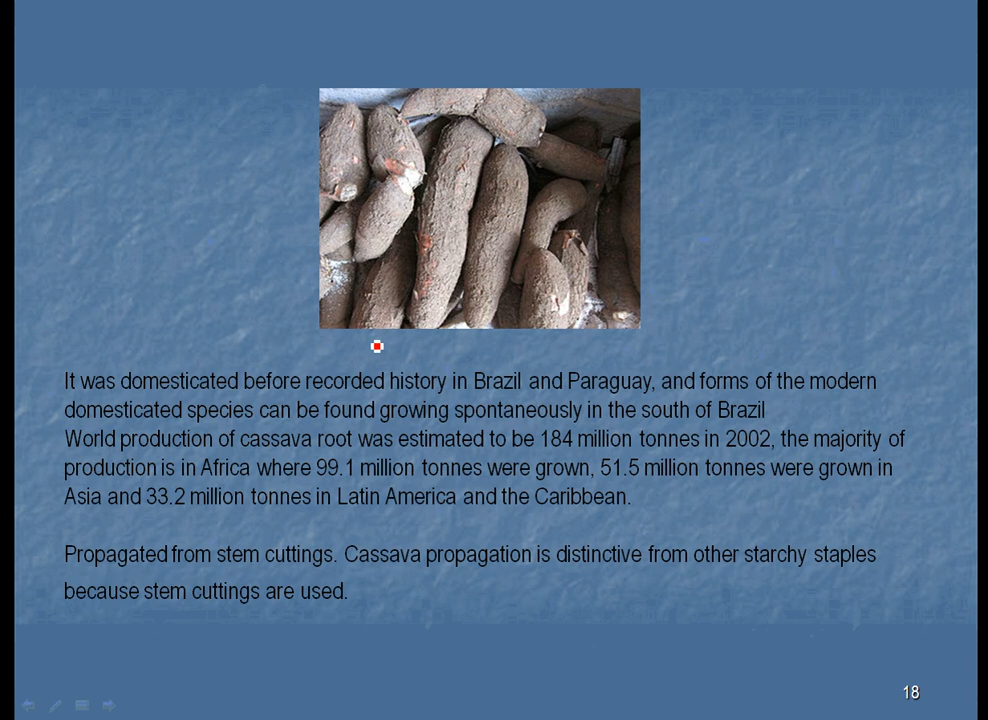 It was domesticated before recorded history in Brazil and Paraguay, and forms of the modern
domesticated species can be found growing spontaneously in the south of Brazil
World production of cassava root was estimated to be 184 million tonnes in 2002, the majority of
production is in Africa where 99.1 million tonnes were grown, 51.5 million tonnes were grown in
Asia and 33.2 million tonnes in Latin America and the Caribbean.
Propagated from stem cuttings. Cassava propagation is distinctive from other starchy staples
because stem cuttings are used.
18